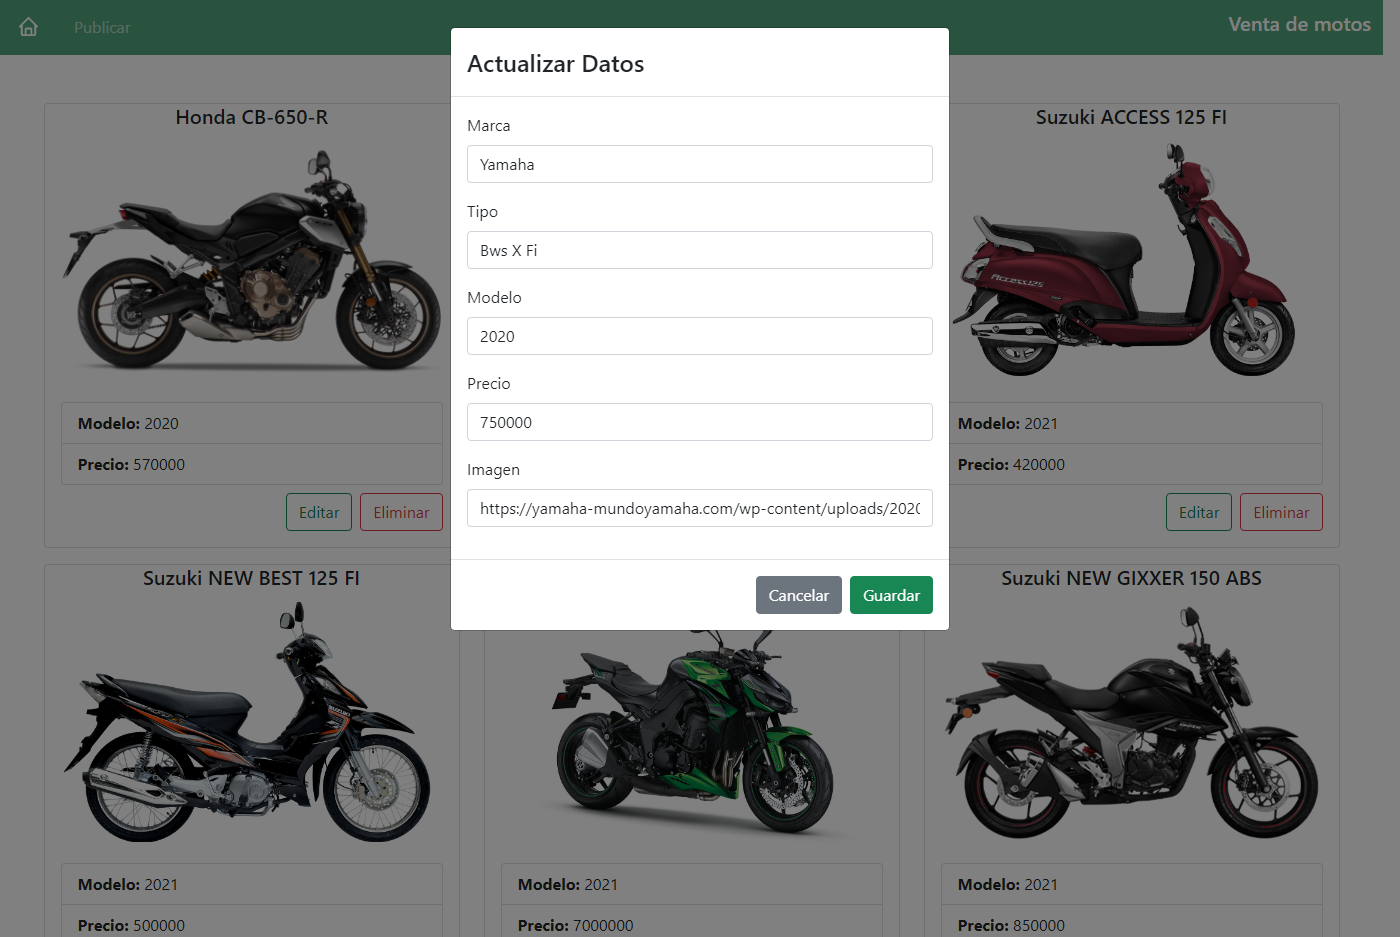 Publicar
Venta de motos
Actualizar Datos
Marca
Yamaha
Tipo
Bws X Fi
Modelo
2020
Precio
750000
Imagen
https://yamaha-mundoyamaha.com/wp-content/uploads/2020
Cancelar
Guardar
Honda CB-650-R
Modelo: 2020
Precio: 570000
Editar
Eliminar
Suzuki ACCESS 125 FI
Access125
Modelo: 2021
Precio: 420000
Editar
Eliminar
Suzuki NEW BEST 125 FI
SUZUKI
Modelo: 2021
Precio: 500000
Modelo: 2021
Precio: 7000000
Suzuki NEW GIXXER 150 ABS
Modelo: 2021
Precio: 850000